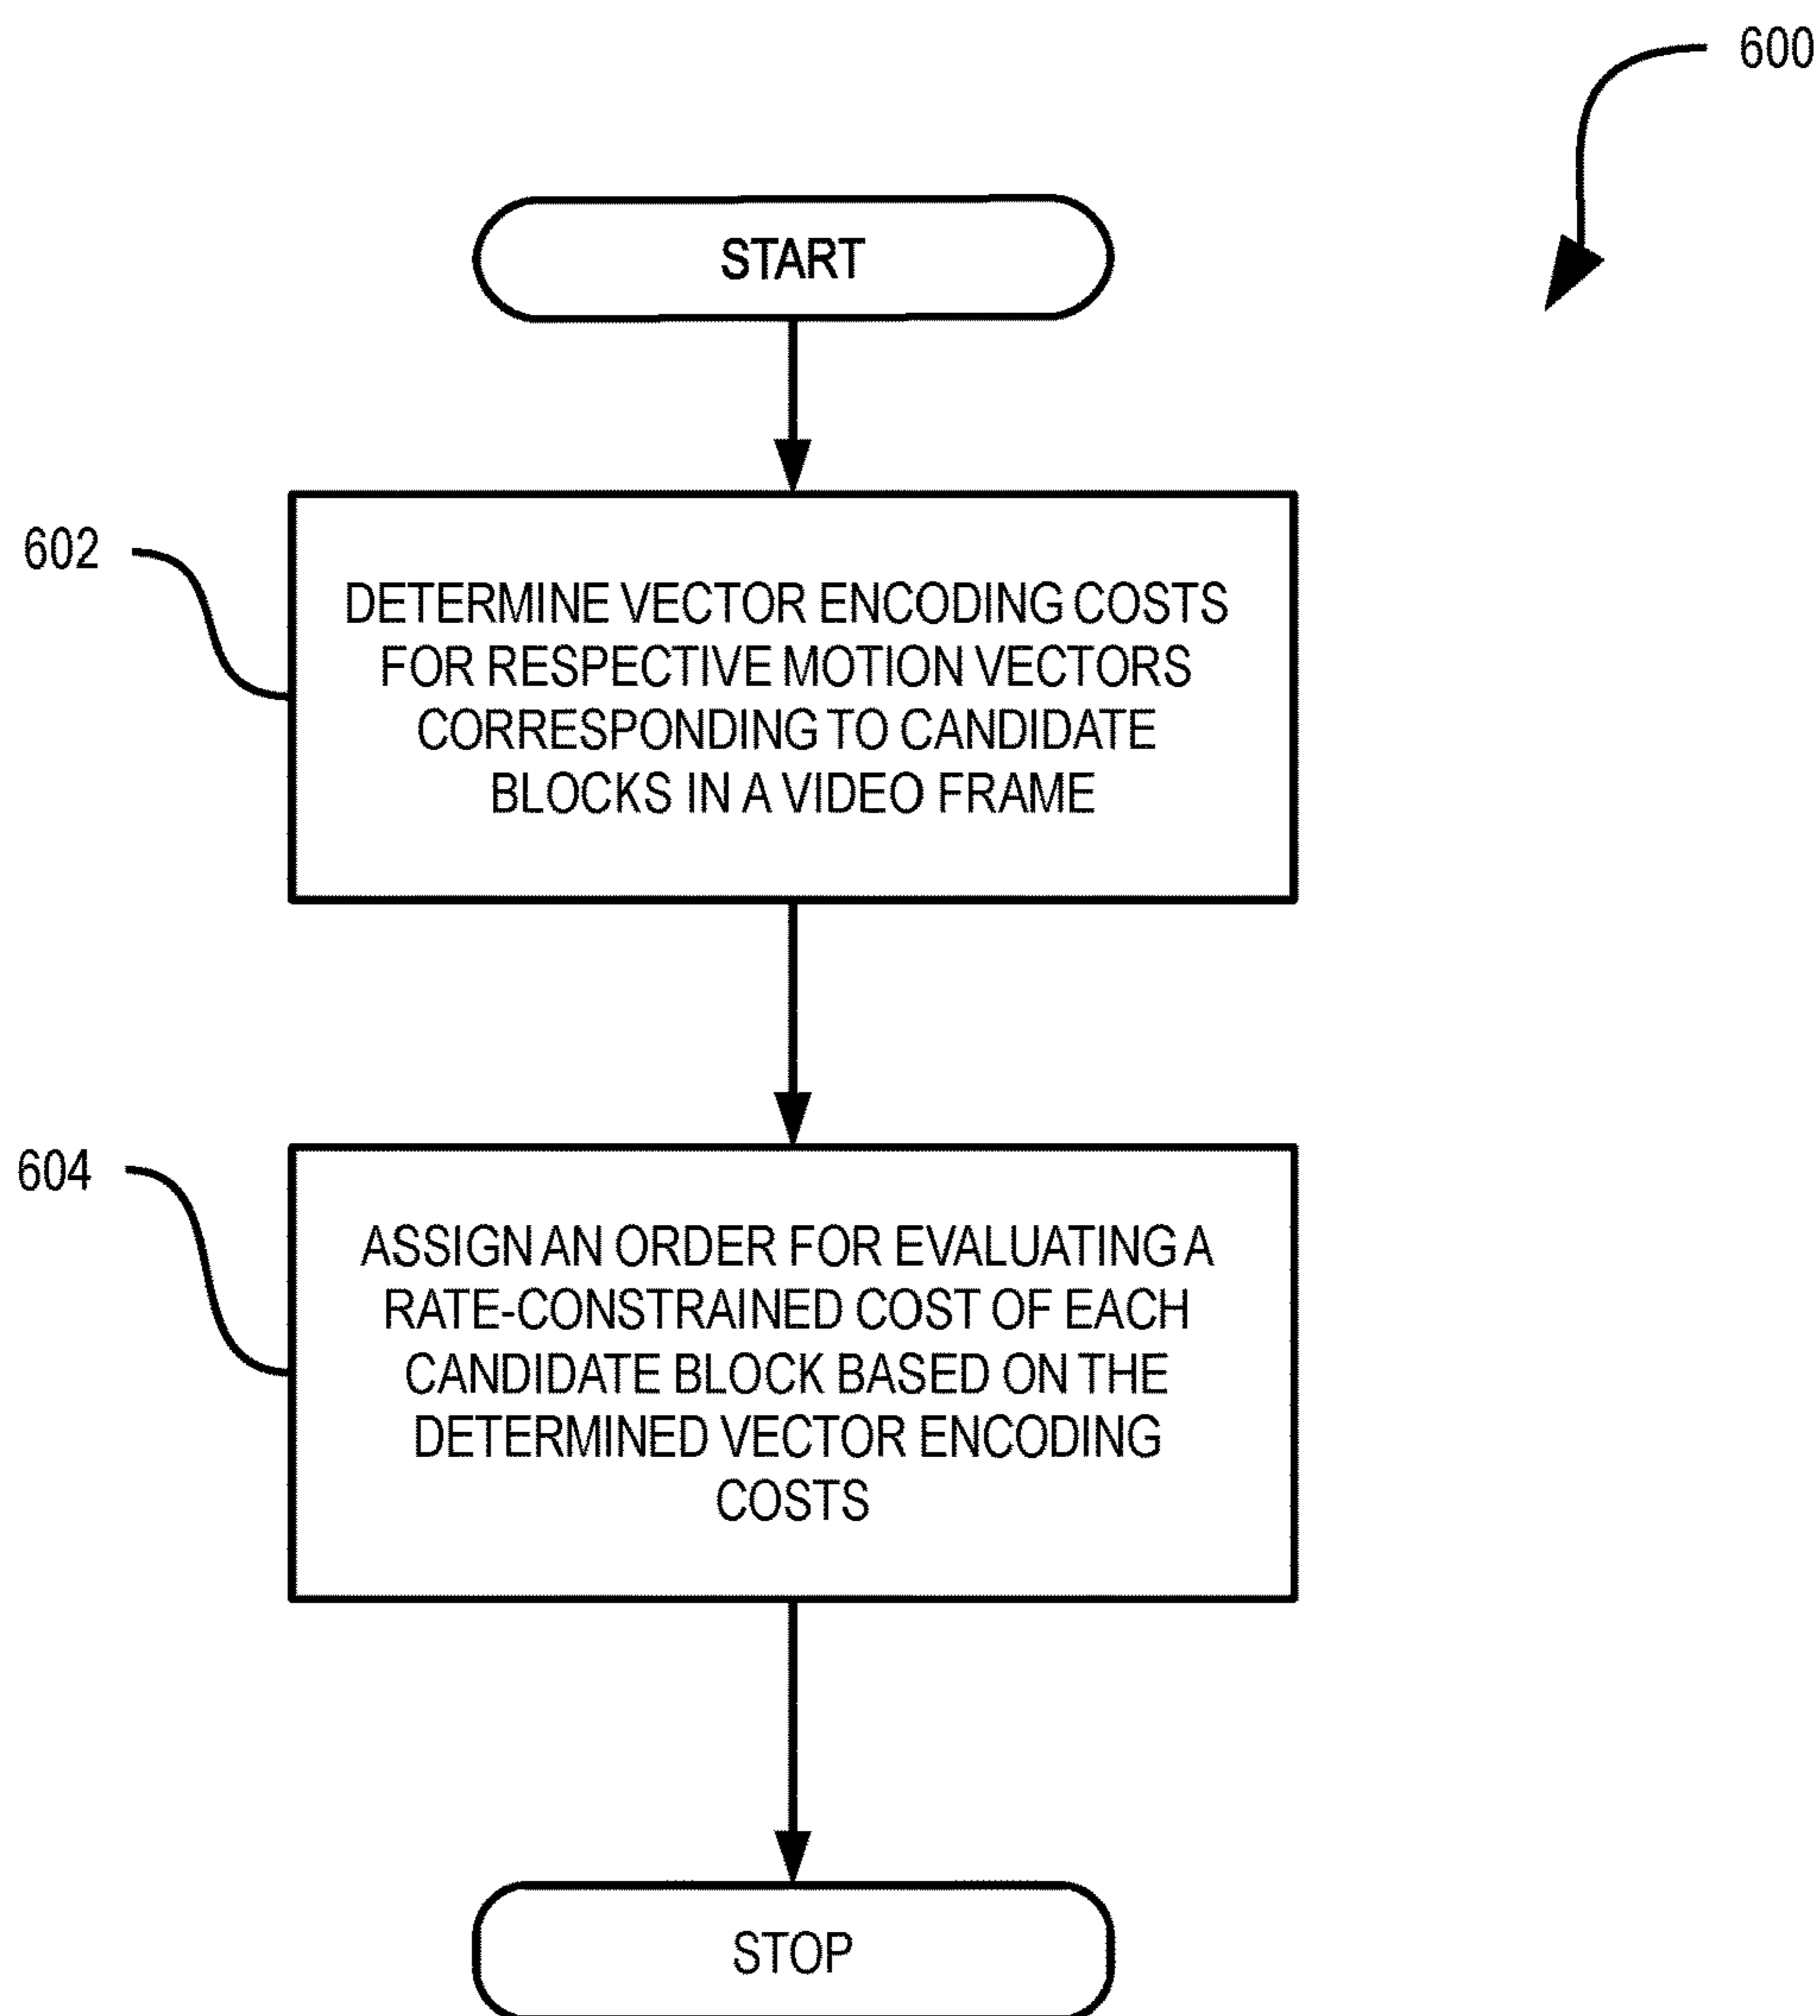 600
START
602
DETERMINE VECTOR ENCODING COSTS
FOR RESPECTIVE MOTION VECTORS
CORRESPONDING TO CANDIDATE
BLOCKS IN A VIDEO FRAME
604
ASSIGN AN ORDER FOR EVALUATING A
RATE-CONSTRAINED COST OF EACH
CANDIDATE BLOCK BASED ON THE
DETERMINED VECTOR ENCODING
COSTS
STOP